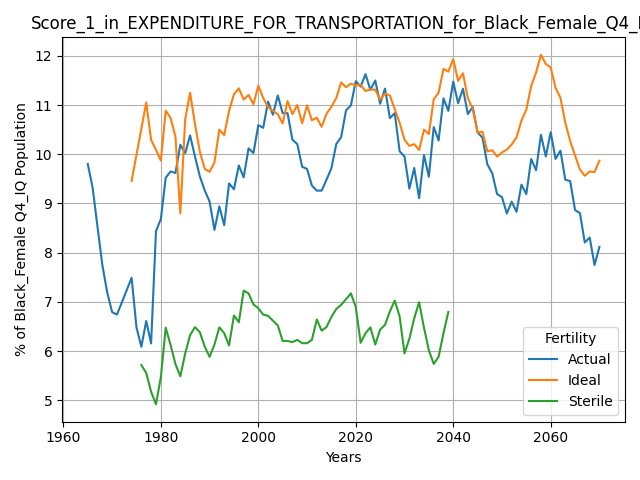 Score_1_in_EXPENDITURE_FOR_TRANSPORTATION_for_Black_Female_Q4_I
% of Black_Female Q4_IQ Population
12
11
10
9
8
7
6
5
1960
1980
2000
2020
2040
2060
Years
Fertility
Actual
Ideal
Sterile